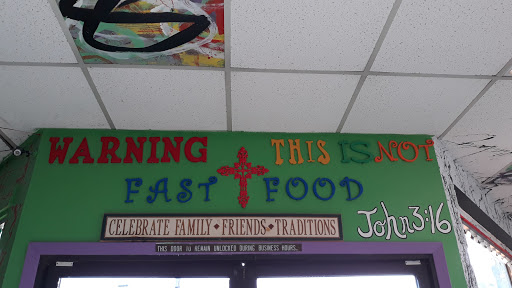 WARNING THIS IS NOT
FAST FOOD
CELEBRATE FAMILY • FRIENDS • TRADITIONS
John 3:16
THIS DOOR TO REMAIN UNLOCKED DURING BUSINESS HOURS